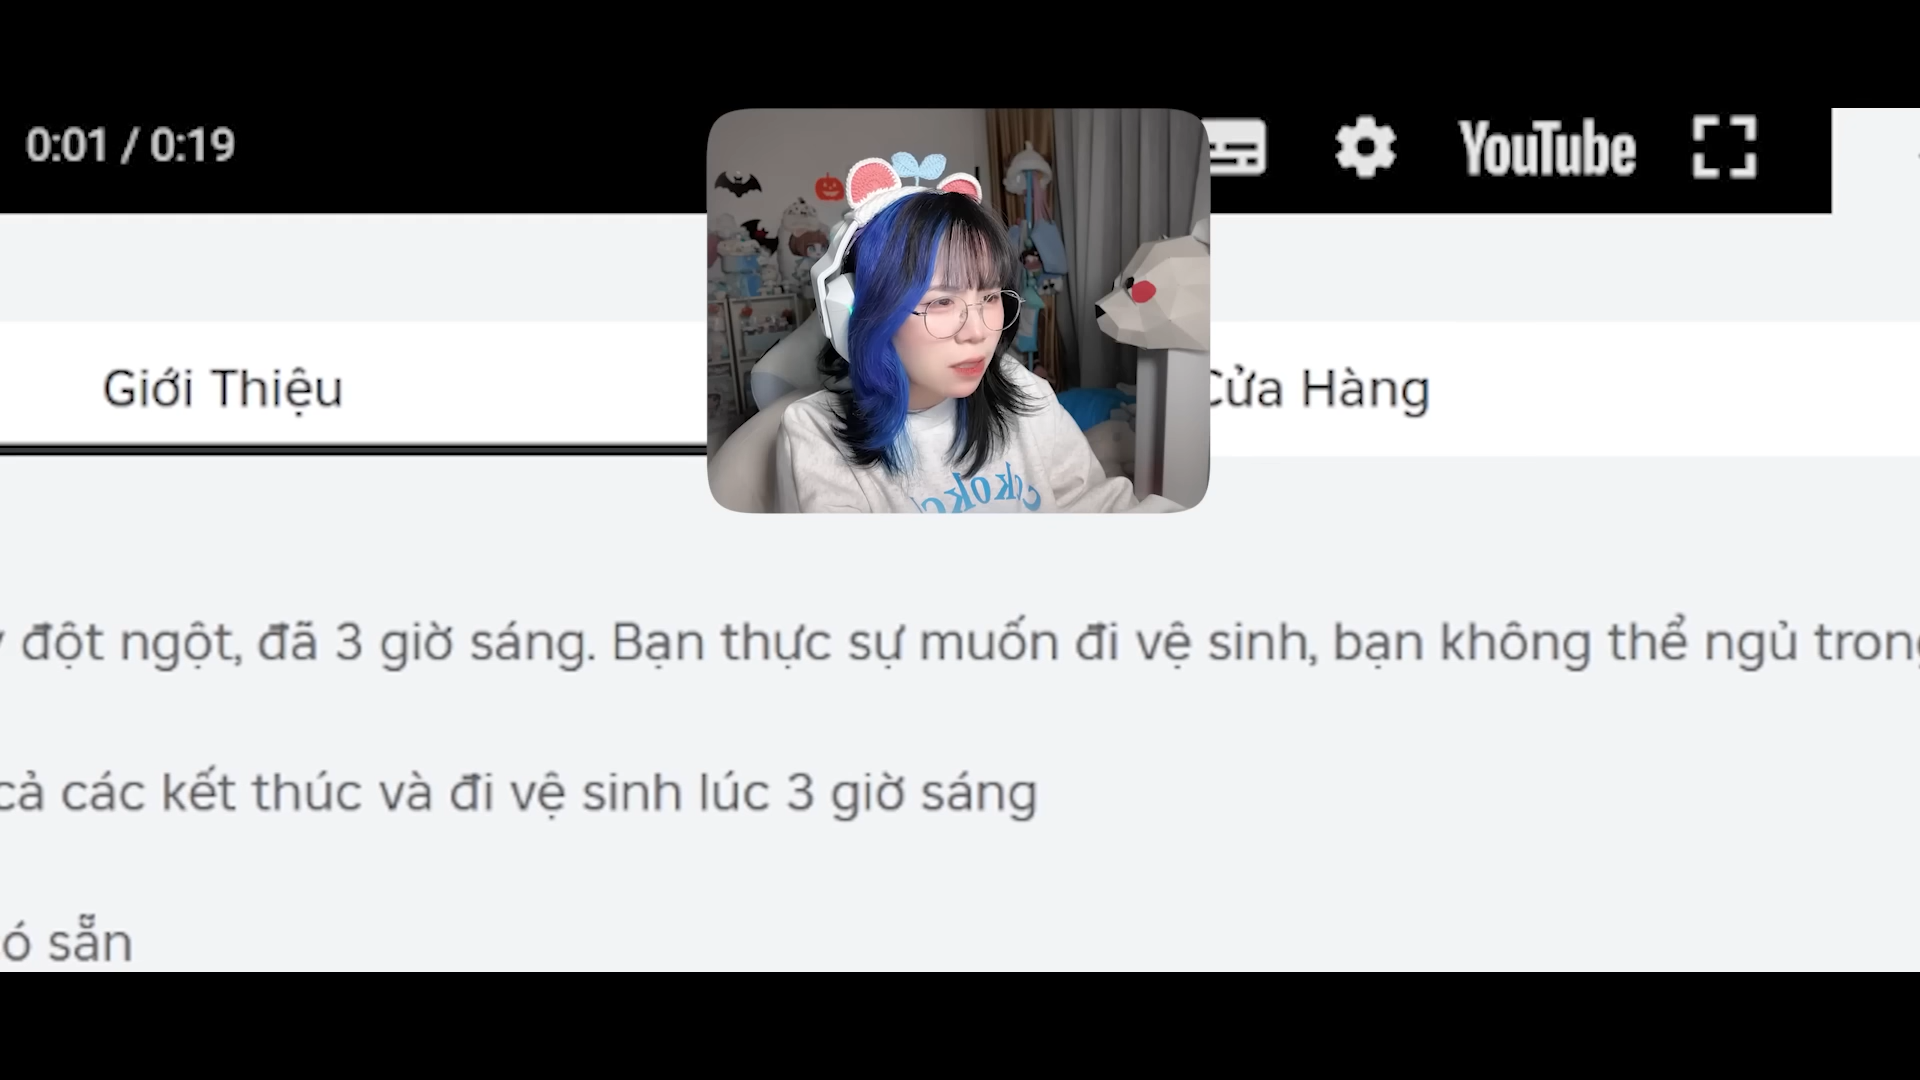 0:01 / 0:19
YouTube
Giới Thiệu
Cửa Hàng
đột ngột, đã 3 giờ sáng. Bạn thực sự muốn đi vệ sinh, bạn không thể ngủ trong
cả các kết thúc và đi vệ sinh lúc 3 giờ sáng
ó sẵn